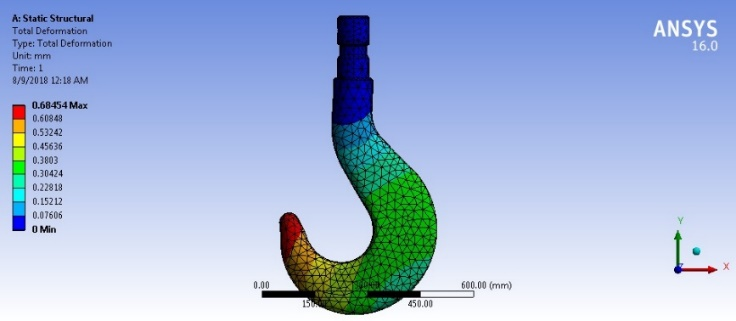 A: Static Structural
Total Deformation
Type: Total Deformation
Unit: mm
Time: 1
8/9/2018 12:18 AM
0.68454 Max
0.60848
0.53242
0.45636
0.3803
0.30424
0.22818
0.15212
0.07606
0 Min
ANSYS
16.0
Y
X
0.00
600.00 (mm)
450.00